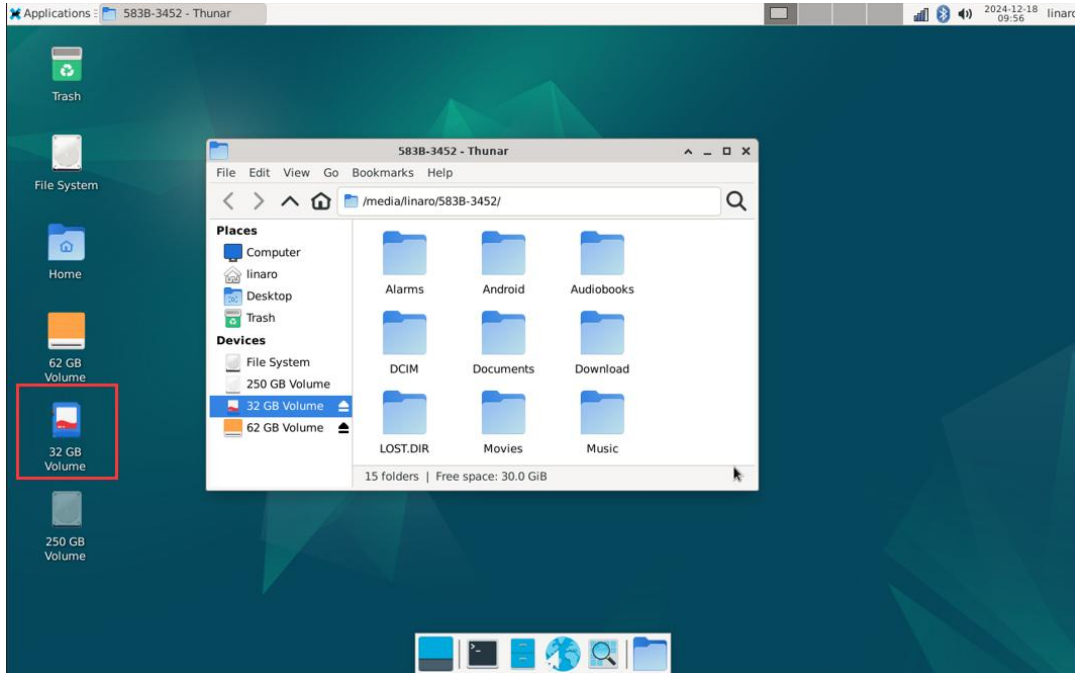 Applications
583B-3452 - Thunar
2024-12-18
09:56
linaro
Trash
File System
Home
62 GB
Volume
32 GB
Volume
250 GB
Volume
583B-3452 - Thunar
File Edit View Go Bookmarks Help
/media/linaro/583B-3452/
Places
Computer
linaro
Desktop
Trash
Devices
File System
250 GB Volume
32 GB Volume
62 GB Volume
Alarms Android Audiobooks
DCIM Documents Download
LOST.DIR Movies Music
15 folders | Free space: 30.0 GiB